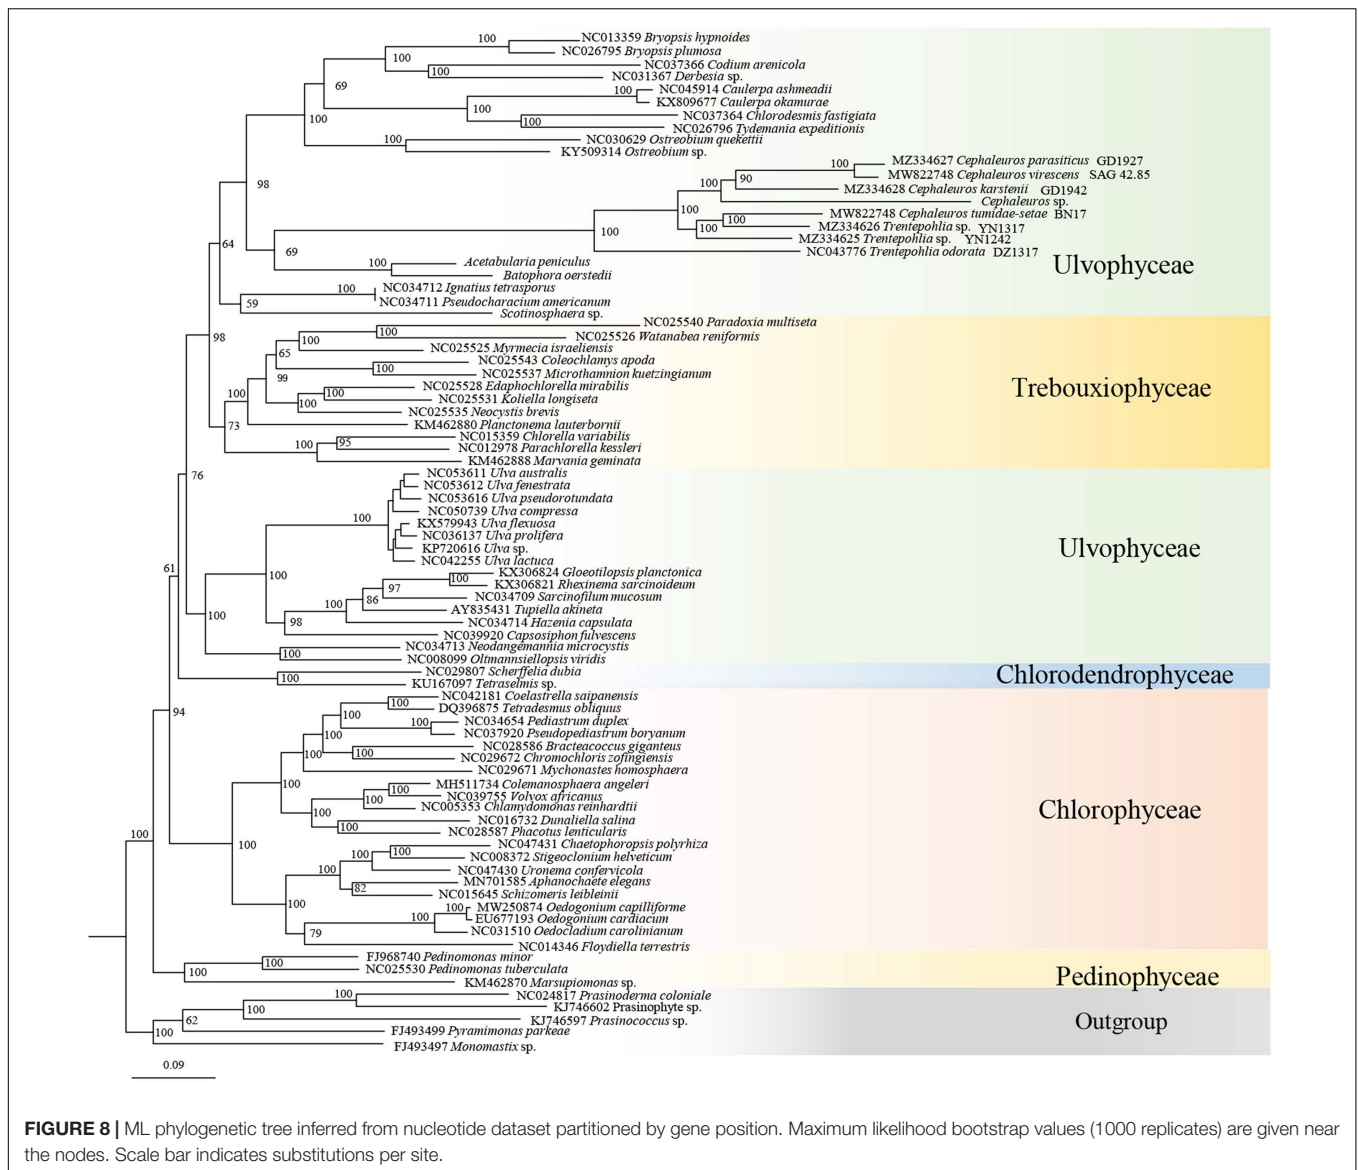 100
NC013359 Bryopsis hypnoides
NC026795 Bryopsis plumosa
100
NC037366 Codium arenicola
100
NC031367 Derbesia sp.
69
NC045914 Caulerpa ashmeadii
100
KX809677 Caulerpa okamurae
100
NC037364 Chlorodesmis fastigiata
100
100
NC026796 Tydemania expeditionis
NC030629 Ostreobium quekettii
100
KY509314 Ostreobium sp.
MZ334627 Cephaleuros parasiticus GD1927
100
MW822748 Cephaleuros virescens SAG 42.85
90
98
100
MZ334628 Cephaleuros karstenii GD1942
Cephaleuros sp.
100
MW822748 Cephaleuros tumidae-setae BN17
100
MZ334626 Trentepohlia sp. YN1317
100
100
MZ334625 Trentepohlia sp. YN1242
64
69
NC043776 Trentepohlia odorata DZ1317
100
Acetabularia peniculus
Ulvophyceae
Batophora oerstedii
100
NC034712 Ignatius tetrasporus
59
NC034711 Pseudocharacium americanum
Scotinosphaera sp.
NC025540 Paradoxia multiseta
100
98
100
NC025526 Watanabea reniformis
65
NC025525 Myrmecia israeliensis
NC025543 Coleochlamys apoda
100
NC025537 Microthamnion kuetzingianum
99
NC025528 Edaphochlorella mirabilis
Trebouxiophyceae
100
100
NC025531 Koliella longiseta
100
NC025535 Neocystis brevis
73
KM462880 Planctonema lauterbornii
NC015359 Chlorella variabilis
100
95
NC012978 Parachlorella kessleri
KM462888 Marvania geminata
76
NC053611 Ulva australis
NC053612 Ulva fenestrata
NC053616 Ulva pseudorotundata
NC050739 Ulva compressa
100
KX579943 Ulva flexuosa
NC036137 Ulva prolifera
KP720616 Ulva sp.
Ulvophyceae
NC042255 Ulva lactuca
61
100
KX306824 Gloeotilopsis planctonica
100
97
KX306821 Rhexinema sarcinoideum
86
NC034709 Sarcinofilum mucosum
100
AY835431 Tupiella akineta
100
98
NC034714 Hazenia capsulata
NC039920 Capsosiphon fulvescens
NC034713 Neodangemannia microcystis
100
NC008099 Oltmannsiellopsis viridis
NC029807 Scherffelia dubia
100
Chlorodendrophyceae
KU167097 Tetraselmis sp.
NC042181 Coelastrella saipanensis
100
DQ396875 Tetradesmus obliquus
94
100
NC034654 Pediastrum duplex
100
NC037920 Pseudopediastrum boryanum
100
NC028586 Bracteacoccus giganteus
100
100
NC029672 Chromochloris zofingiensis
NC029671 Mychonastes homosphaera
100
MH511734 Colemanosphaera angeleri
100
100
NC039755 Volvox africanus
NC005353 Chlamydomonas reinhardtii
100
Chlorophyceae
NC016732 Dunaliella salina
100
NC028587 Phacotus lenticularis
100
100
NC047431 Chaetophoropsis polyrhiza
100
100
NC008372 Stigeoclonium helveticum
100
NC047430 Uronema confervicola
MN701585 Aphanochaete elegans
82
NC015645 Schizomeris leibleinii
100
MW250874 Oedogonium capilliforme
100
100
EU677193 Oedogonium cardiacum
79
NC031510 Oedocladium carolinianum
NC014346 Floydiella terrestris
FJ968740 Pedinomonas minor
100
NC025530 Pedinomonas tuberculata
100
Pedinophyceae
KM462870 Marsupiomonas sp.
NC024817 Prasinoderma coloniale
100
100
KJ746602 Prasinophyte sp.
62
KJ746597 Prasinococcus sp.
Outgroup
100
FJ493499 Pyramimonas parkeae
FJ493497 Monomastix sp.
0.09
FIGURE 8 | ML phylogenetic tree inferred from nucleotide dataset partitioned by gene position. Maximum likelihood bootstrap values (1000 replicates) are given near
the nodes. Scale bar indicates substitutions per site.